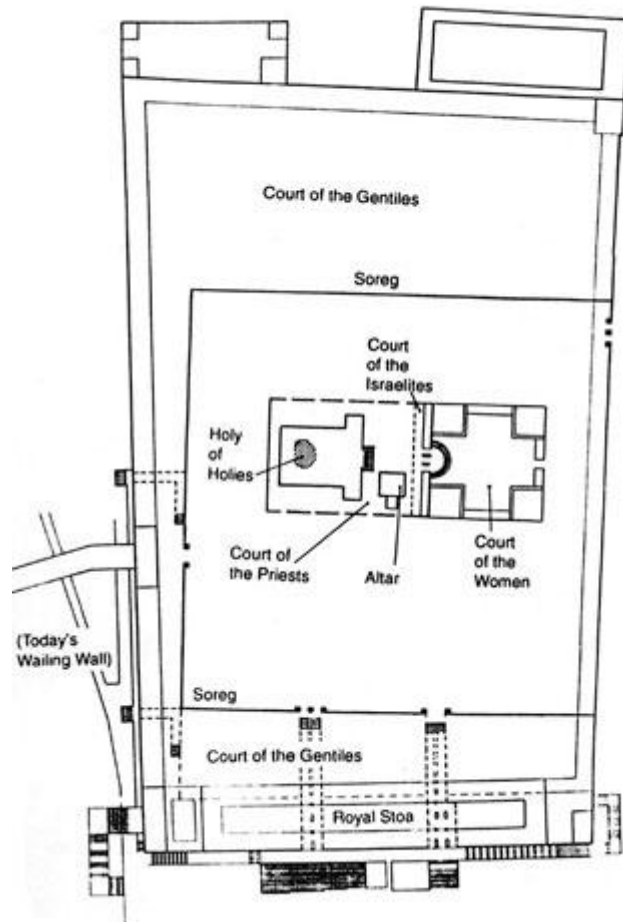 Court of the Gentiles
Soreg
Court
of the
Israelites
Holy
of
Holies
Court of
the Priests
Altar
Court
of the
Women
(Today's
Wailing Wall)
Soreg
Court of the Gentiles
Royal Stoa